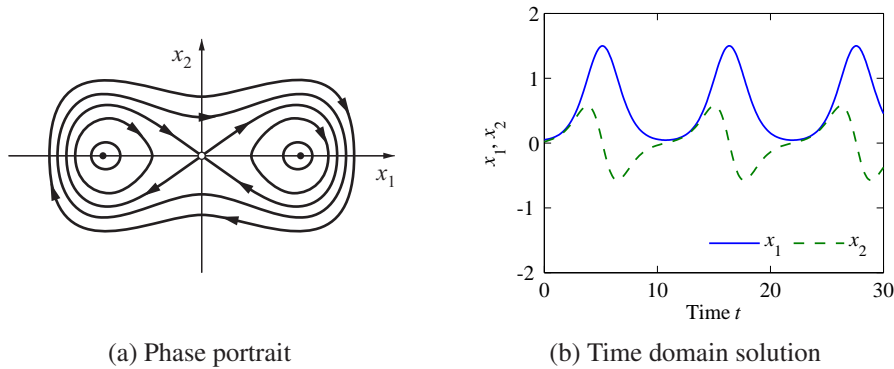 x₂
x₁
(a) Phase portrait
2
1
0
-1
-2
x₁, x₂
x₁ x₂
0 10 20 30
Time t
(b) Time domain solution